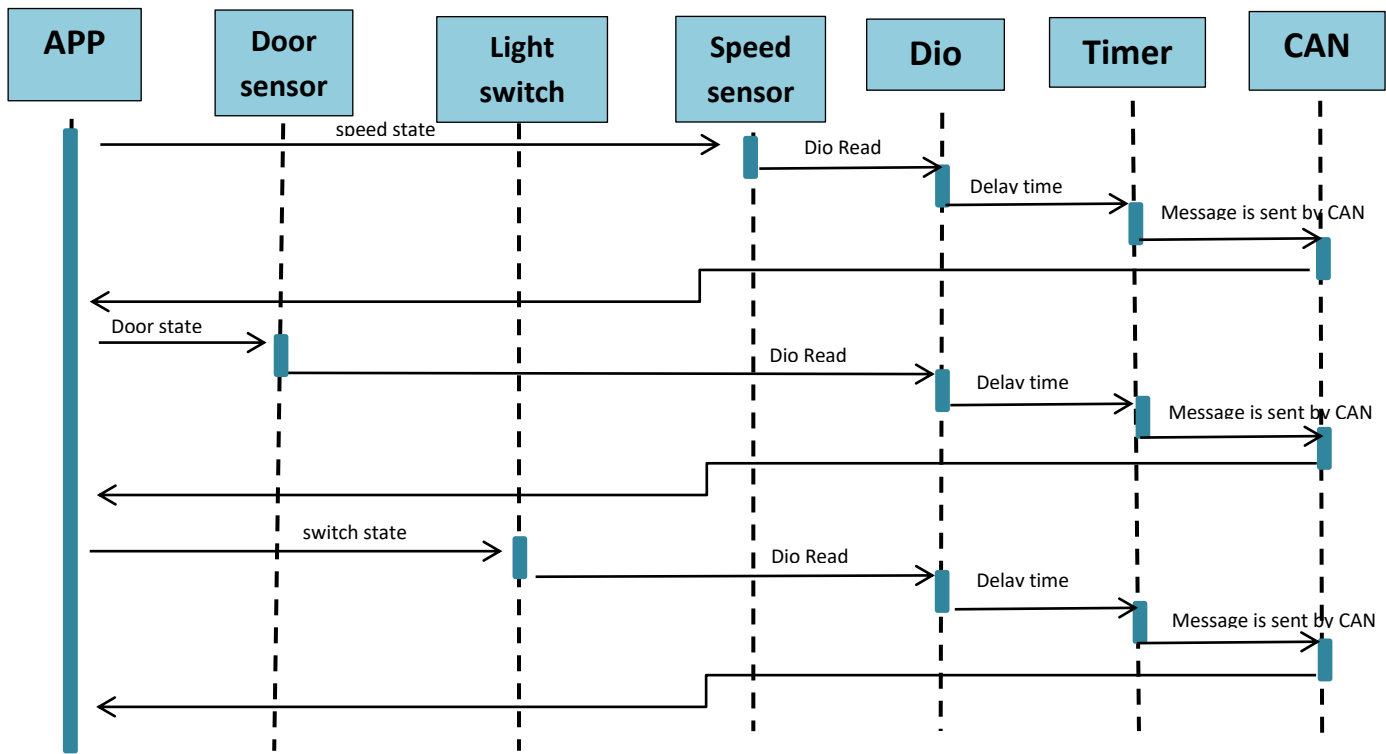 APP
Door
sensor
Light
switch
Speed
sensor
Dio
Timer
CAN
speed state
Dio Read
Delay time
Message is sent by CAN
Door state
Dio Read
Delay time
Message is sent by CAN
switch state
Dio Read
Delay time
Message is sent by CAN